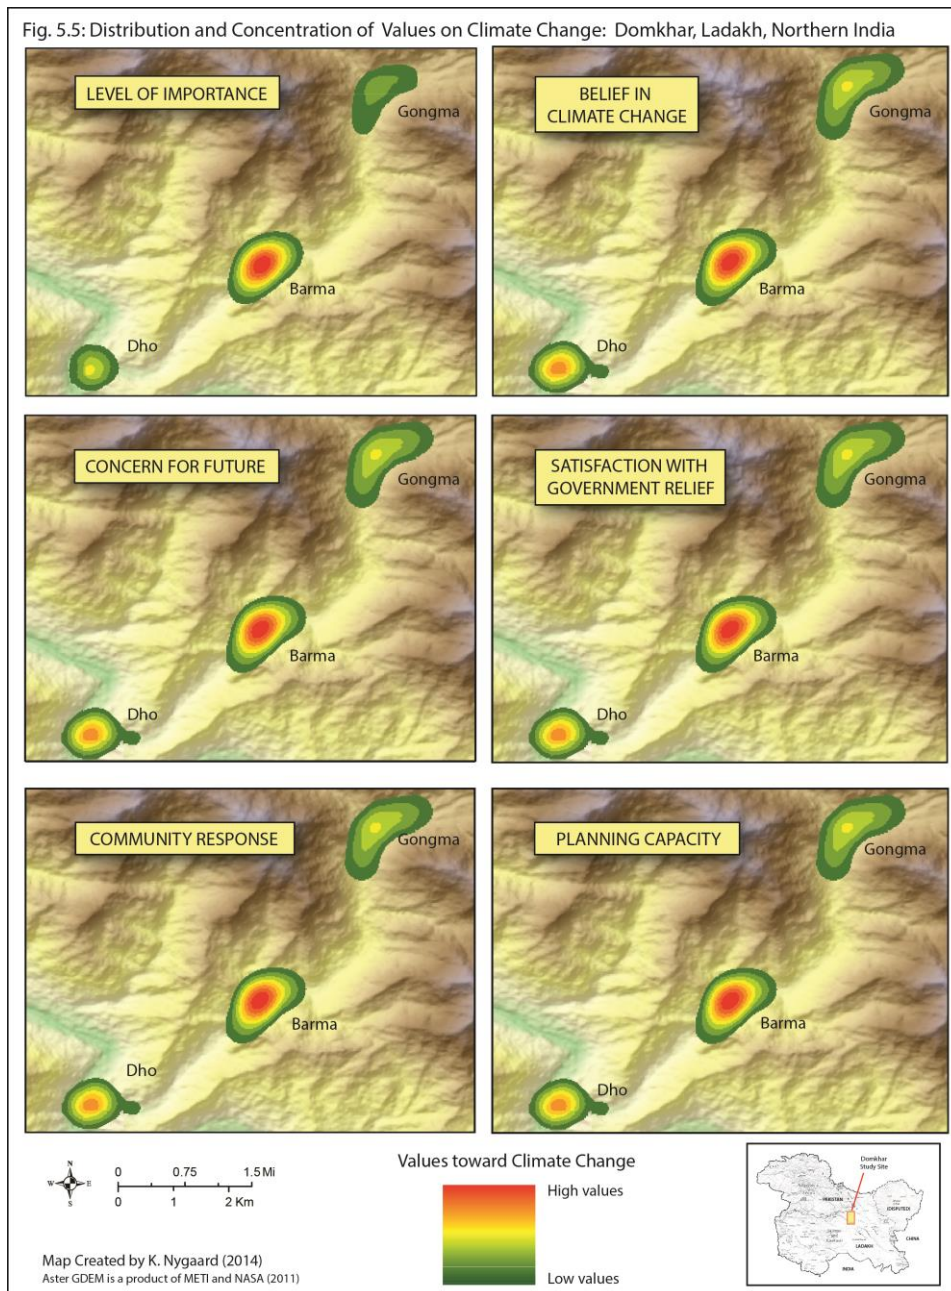 Fig. 5.5: Distribution and Concentration of Values on Climate Change: Domkhar, Ladakh, Northern India
LEVEL OF IMPORTANCE
Gongma
Barma
Dho
BELIEF IN
CLIMATE CHANGE
Gongma
Barma
Dho
CONCERN FOR FUTURE
Gongma
Barma
Dho
SATISFACTION WITH
GOVERNMENT RELIEF
Gongma
Barma
Dho
COMMUNITY RESPONSE
Gongma
Barma
Dho
PLANNING CAPACITY
Gongma
Barma
Dho
N
W E
S
0 0.75 1.5 Mi
0 1 2 Km
Map Created by K. Nygaard (2014)
Aster GDEM is a product of METI and NASA (2011)
Values toward Climate Change
High values
Low values
Domkhar
Study Site
PAKISTAN
(DISPUTED)
CHINA
LADAKH
INDIA